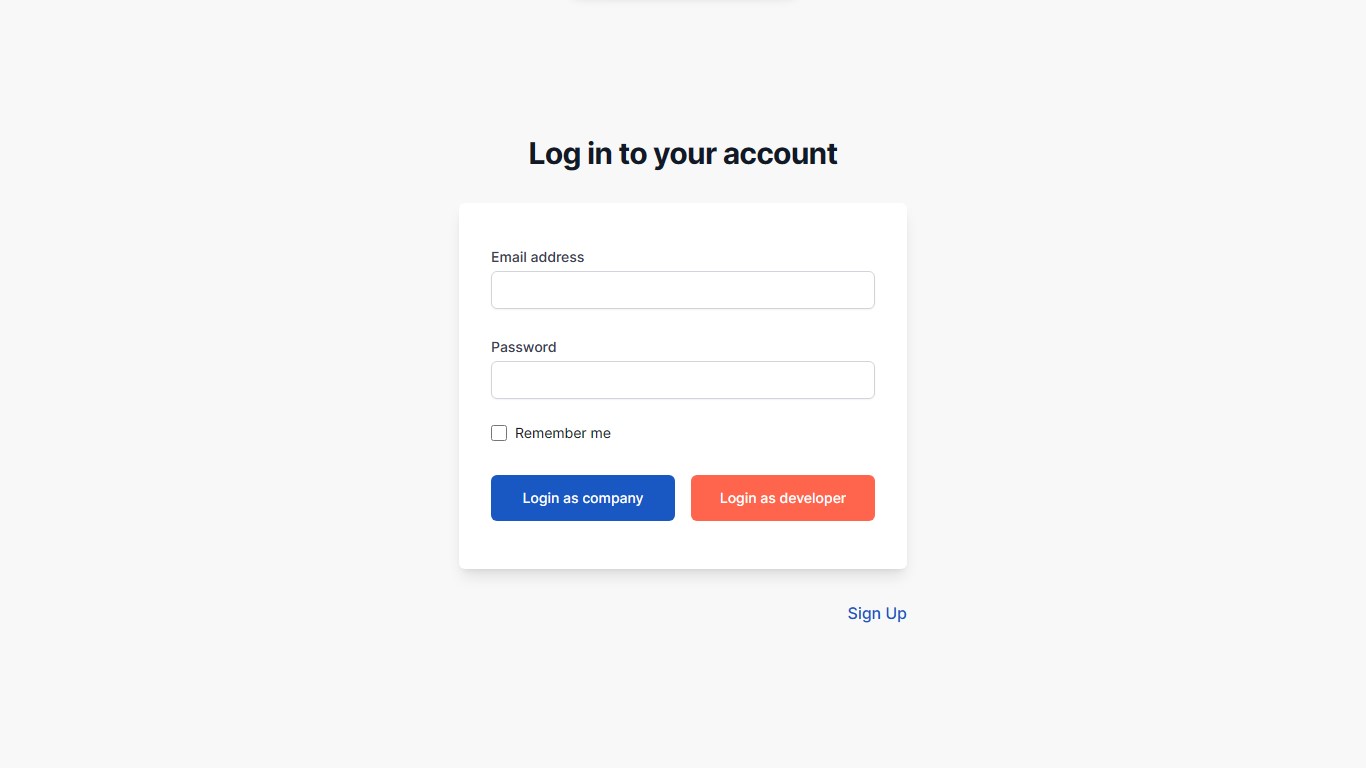 Log in to your account
Email address
Password
Remember me
Login as company
Login as developer
Sign Up